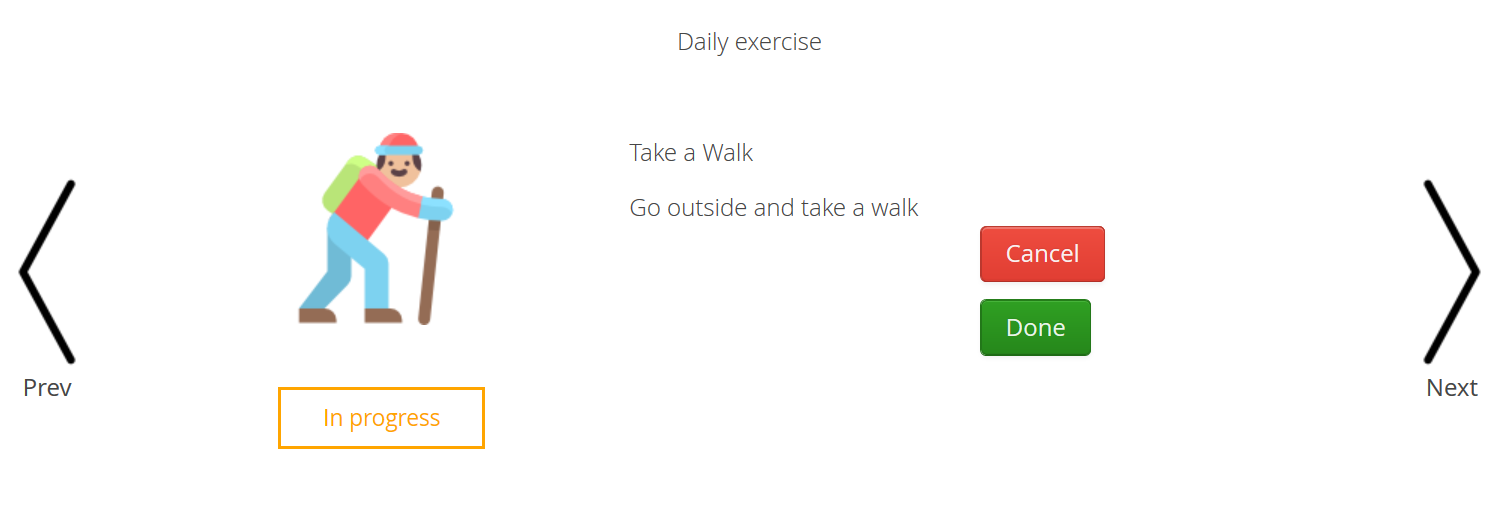 Daily exercise
Take a Walk
Go outside and take a walk
Cancel
Done
Prev
Next
In progress